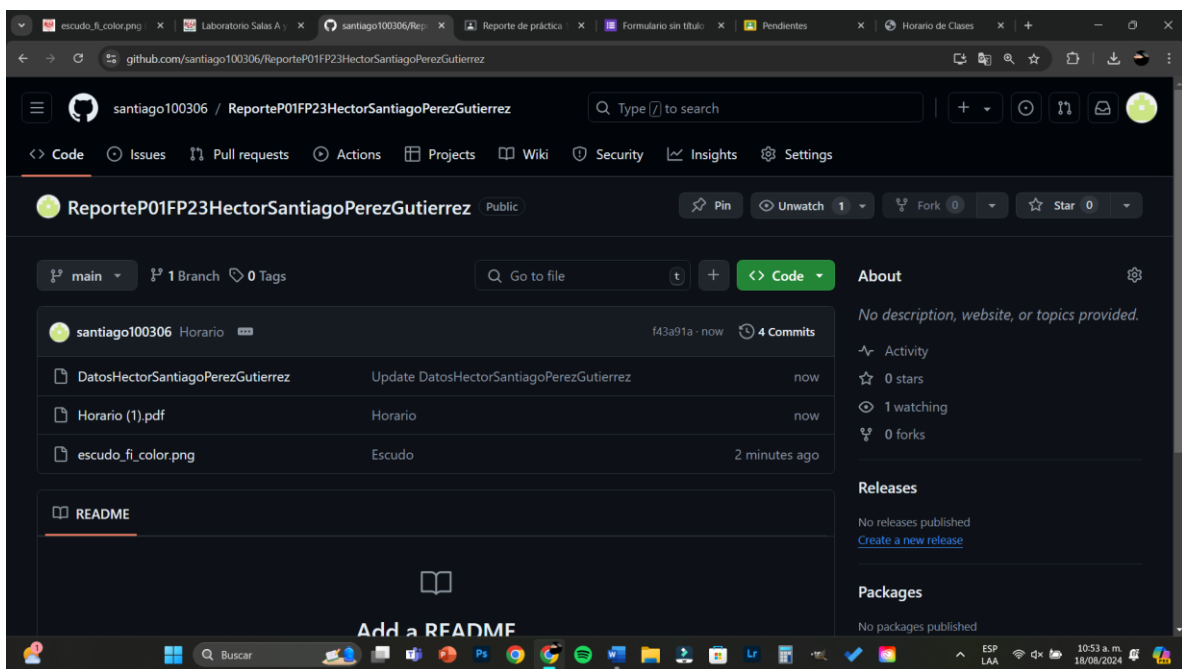 escudo_fi_color.png
Laboratorio Salas A y
santiago100306/Repo
Reporte de práctica
Formulario sin título
Pendientes
Horario de Clases
github.com/santiago100306/ReporteP01FP23HectorSantiagoPerezGutierrez
santiago100306 / ReporteP01FP23HectorSantiagoPerezGutierrez
Type / to search
Code
Issues
Pull requests
Actions
Projects
Wiki
Security
Insights
Settings
ReporteP01FP23HectorSantiagoPerezGutierrez Public
Pin
Unwatch 1
Fork 0
Star 0
main
1 Branch
0 Tags
Go to file
t
Code
santiago100306 Horario
f43a91a · now
4 Commits
DatosHectorSantiagoPerezGutierrez Update DatosHectorSantiagoPerezGutierrez now
Horario (1).pdf Horario now
escudo_fi_color.png Escudo 2 minutes ago
README
Add a README
About
No description, website, or topics provided.
Activity
0 stars
1 watching
0 forks
Releases
No releases published
Create a new release
Packages
No packages published
1
Buscar
Ps
Lr
ESP
LAA
10:53 a. m.
18/08/2024